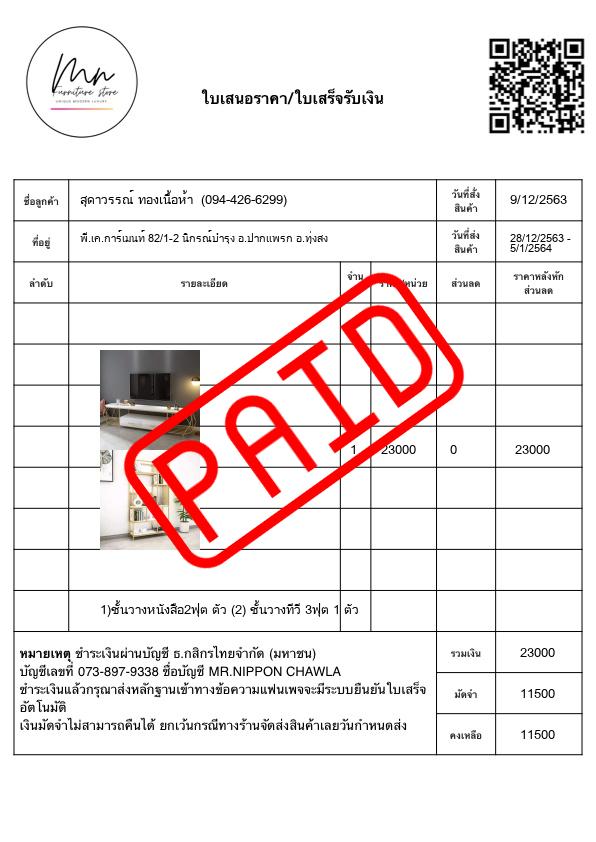 Mn
Furniture store
UNIQUE MODERN LUXURY
ใบเสนอราคา/ใบเสร็จรับเงิน
ชื่อลูกค้า สุดาวรรณ์ ทองเนื้อห้า (094-426-6299) วันที่สั่งสินค้า 9/12/2563
ที่อยู่ พี.เค.การ์เมนท์ 82/1-2 นิกรณ์บำรุง อ.ปากแพรก อ.ทุ่งสง วันที่ส่งสินค้า 28/12/2563 - 5/1/2564
ลำดับ รายละเอียด จำน /หน่วย ส่วนลด ราคาหลังหักส่วนลด
PAID
1 23000 0 23000
1)ชั้นวางหนังสือ2ฟุต ตัว (2) ชั้นวางทีวี 3ฟุต 1 ตัว
หมายเหตุ ชำระเงินผ่านบัญชี ธ.กสิกรไทยจำกัด (มหาชน)
บัญชีเลขที่ 073-897-9338 ชื่อบัญชี MR.NIPPON CHAWLA
ชำระเงินแล้วกรุณาส่งหลักฐานเข้าทางข้อความแฟนเพจจะมีระบบยืนยันใบเสร็จ
อัตโนมัติ
เงินมัดจำไม่สามารถคืนได้ ยกเว้นกรณีทางร้านจัดส่งสินค้าเลยวันกำหนดส่ง
รวมเงิน 23000
มัดจำ 11500
คงเหลือ 11500